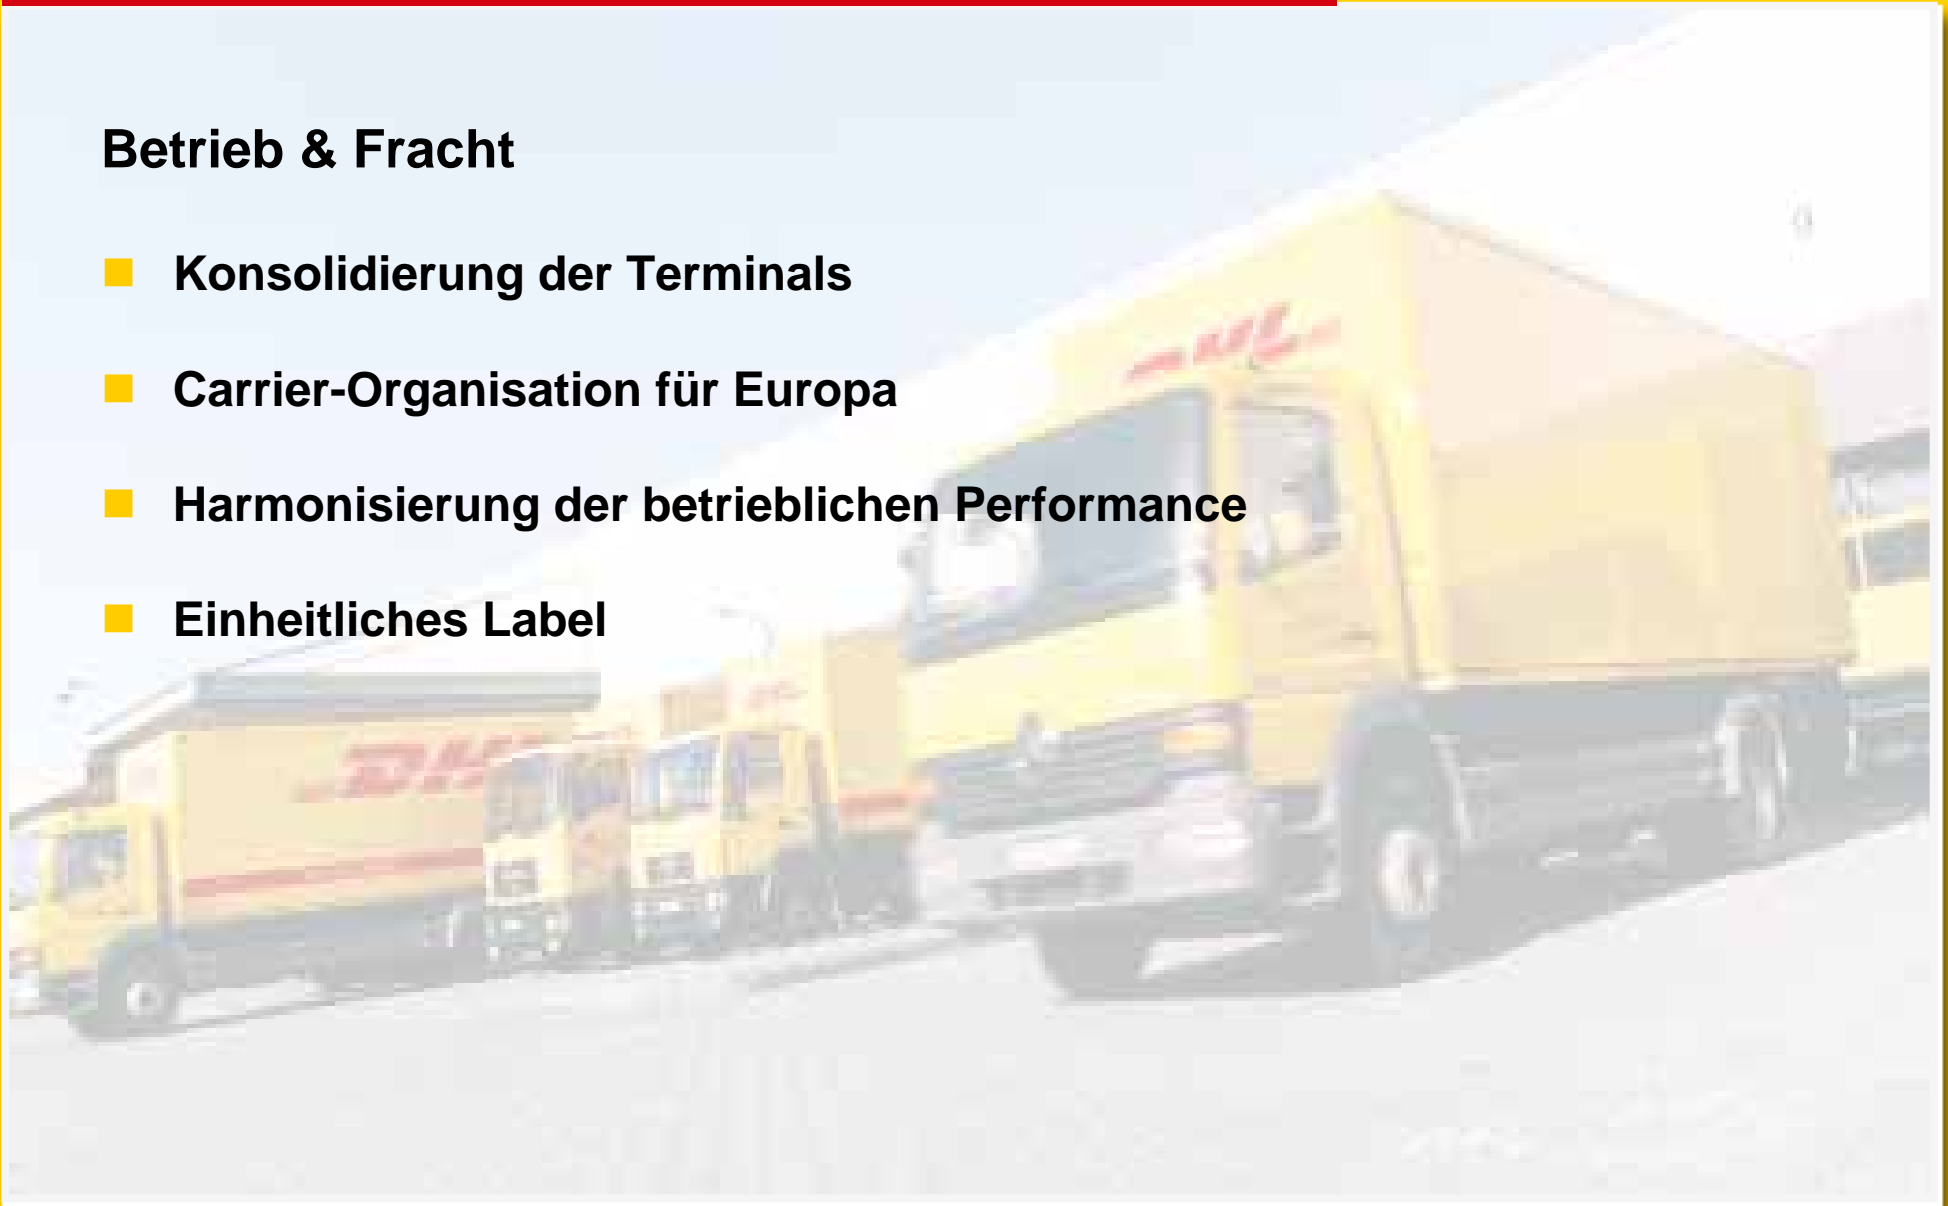 Betrieb & Fracht
Konsolidierung der Terminals
Carrier-Organisation für Europa
Harmonisierung der betrieblichen Performance
Einheitliches Label